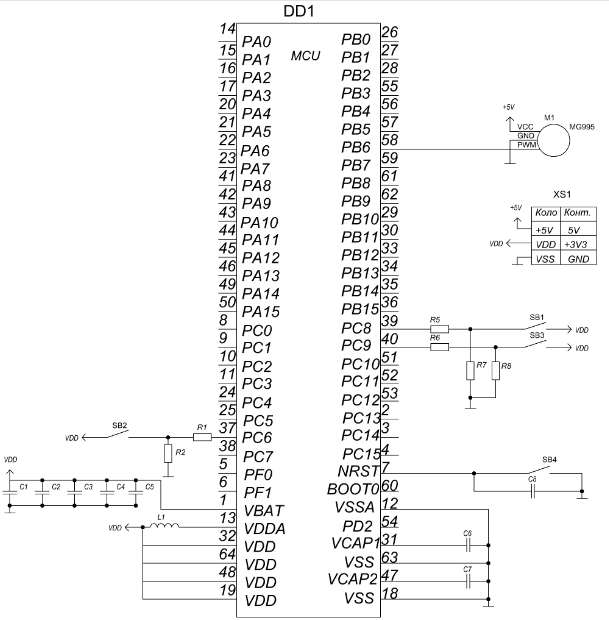 DD1
MCU
14 PA0
15 PA1
16 PA2
17 PA3
20 PA4
21 PA5
22 PA6
23 PA7
41 PA8
42 PA9
43 PA10
44 PA11
45 PA12
46 PA13
49 PA14
50 PA15
8 PC0
9 PC1
10 PC2
11 PC3
24 PC4
25 PC5
37 PC6
38 PC7
5 PF0
6 PF1
1 VBAT
13 VDDA
32 VDD
64 VDD
48 VDD
19 VDD
PB0 26
PB1 27
PB2 28
PB3 55
PB4 56
PB5 57
PB6 58
PB7 59
PB8 61
PB9 62
PB10 29
PB11 30
PB12 33
PB13 34
PB14 35
PB15 36
PC8 39
PC9 40
PC10 51
PC11 52
PC12 53
PC13 2
PC14 3
PC15 4
NRST 7
BOOT0 60
VSSA 12
PD2 54
VCAP1 31
VSS 63
VCAP2 47
VSS 18
+5V
M1
VCC
GND
PWM
MG995
XS1
+5V
Коло Конт.
+5V 5V
VDD VDD +3V3
VSS GND
R5 SB1 VDD
R6 SB3 VDD
R7 R8
SB2
VDD R1
R2
VDD
C1 C2 C3 C4 C5
VDD L1
SB4
C8
C6
C7